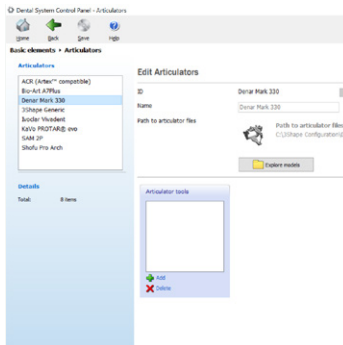 Dental System Control Panel - Articulators
Home Back Save Help
Basic elements • Articulators
Articulators
ACR (Artex™ compatible)
Bio-Art A7Plus
Denar Mark 330
3Shape Generic
Ivoclar Vivadent
KaVo PROTAR® evo
SAM 2P
Shofu Pro Arch
Details
Total: 8 items
Edit Articulators
ID Denar Mark 330
Name Denar Mark 330
Path to articulator files
Path to articulator files
C:\3Shape Configuration\
Explore models
Articulator tools
Add
Delete